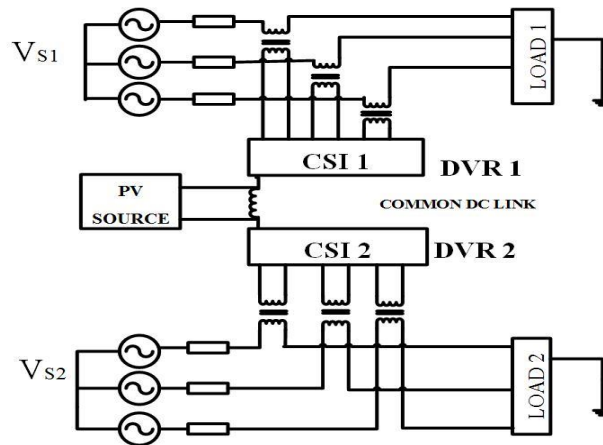 VS1
LOAD 1
CSI 1
DVR 1
PV
SOURCE
COMMON DC LINK
CSI 2
DVR 2
VS2
LOAD 2